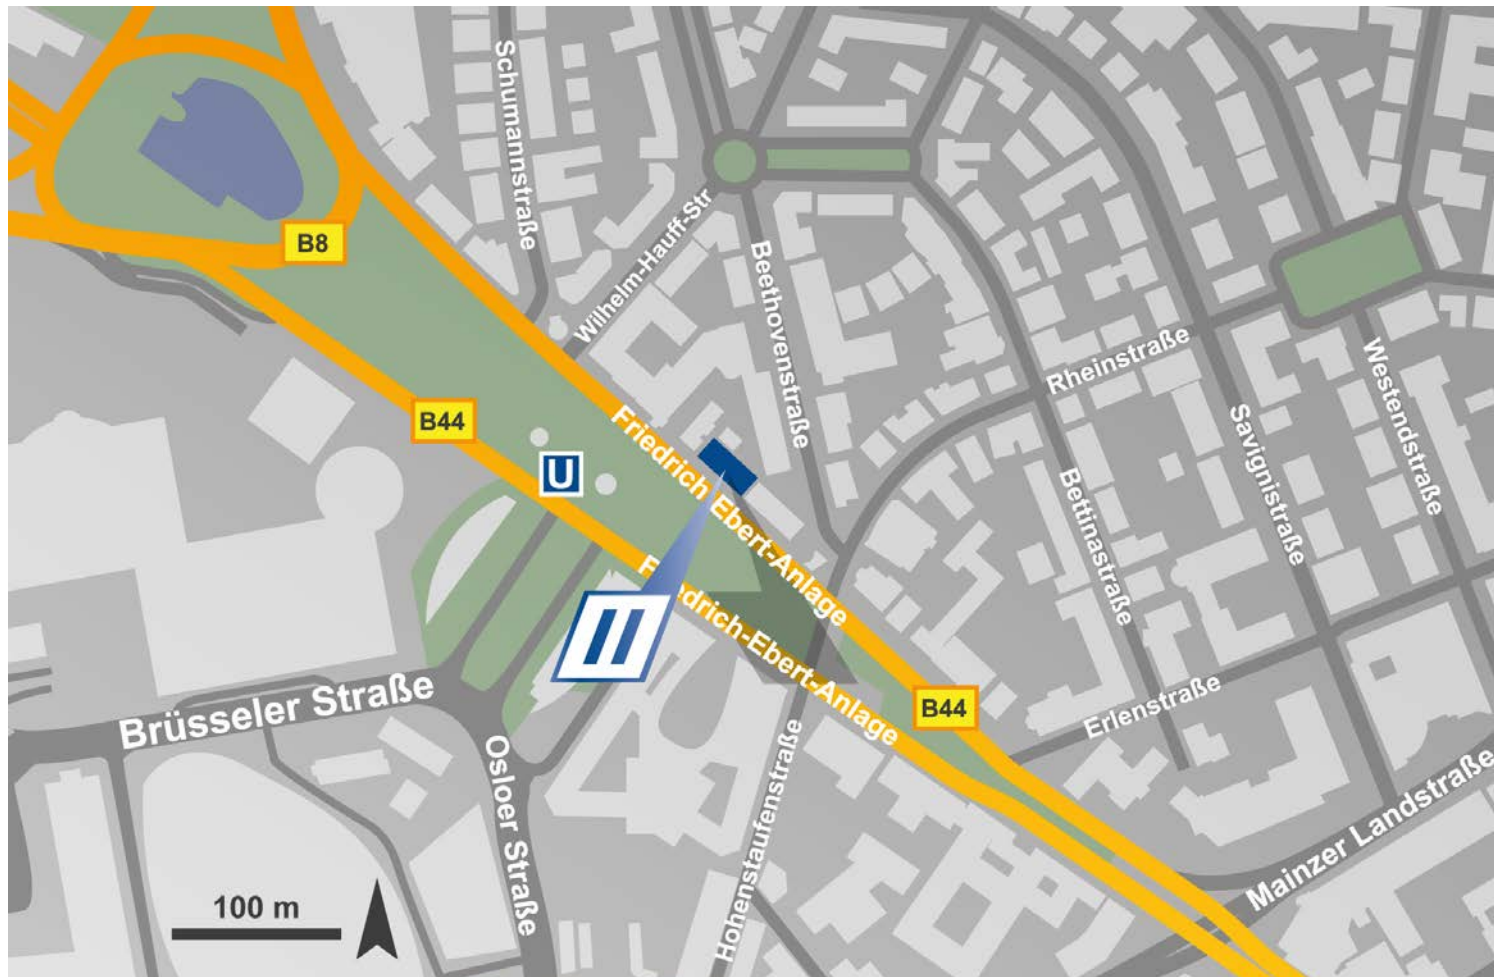 Schumannstraße
B8
Wilhelm-Hauff-Str
Beethovenstraße
Rheinstraße
Westendstraße
Savignistraße
Bettinastraße
B44
U
Friedrich-Ebert-Anlage
Friedrich-Ebert-Anlage
Brüsseler Straße
Osloer Straße
B44
Erlenstraße
Hohenstaufenstraße
Mainzer Landstraße
100 m